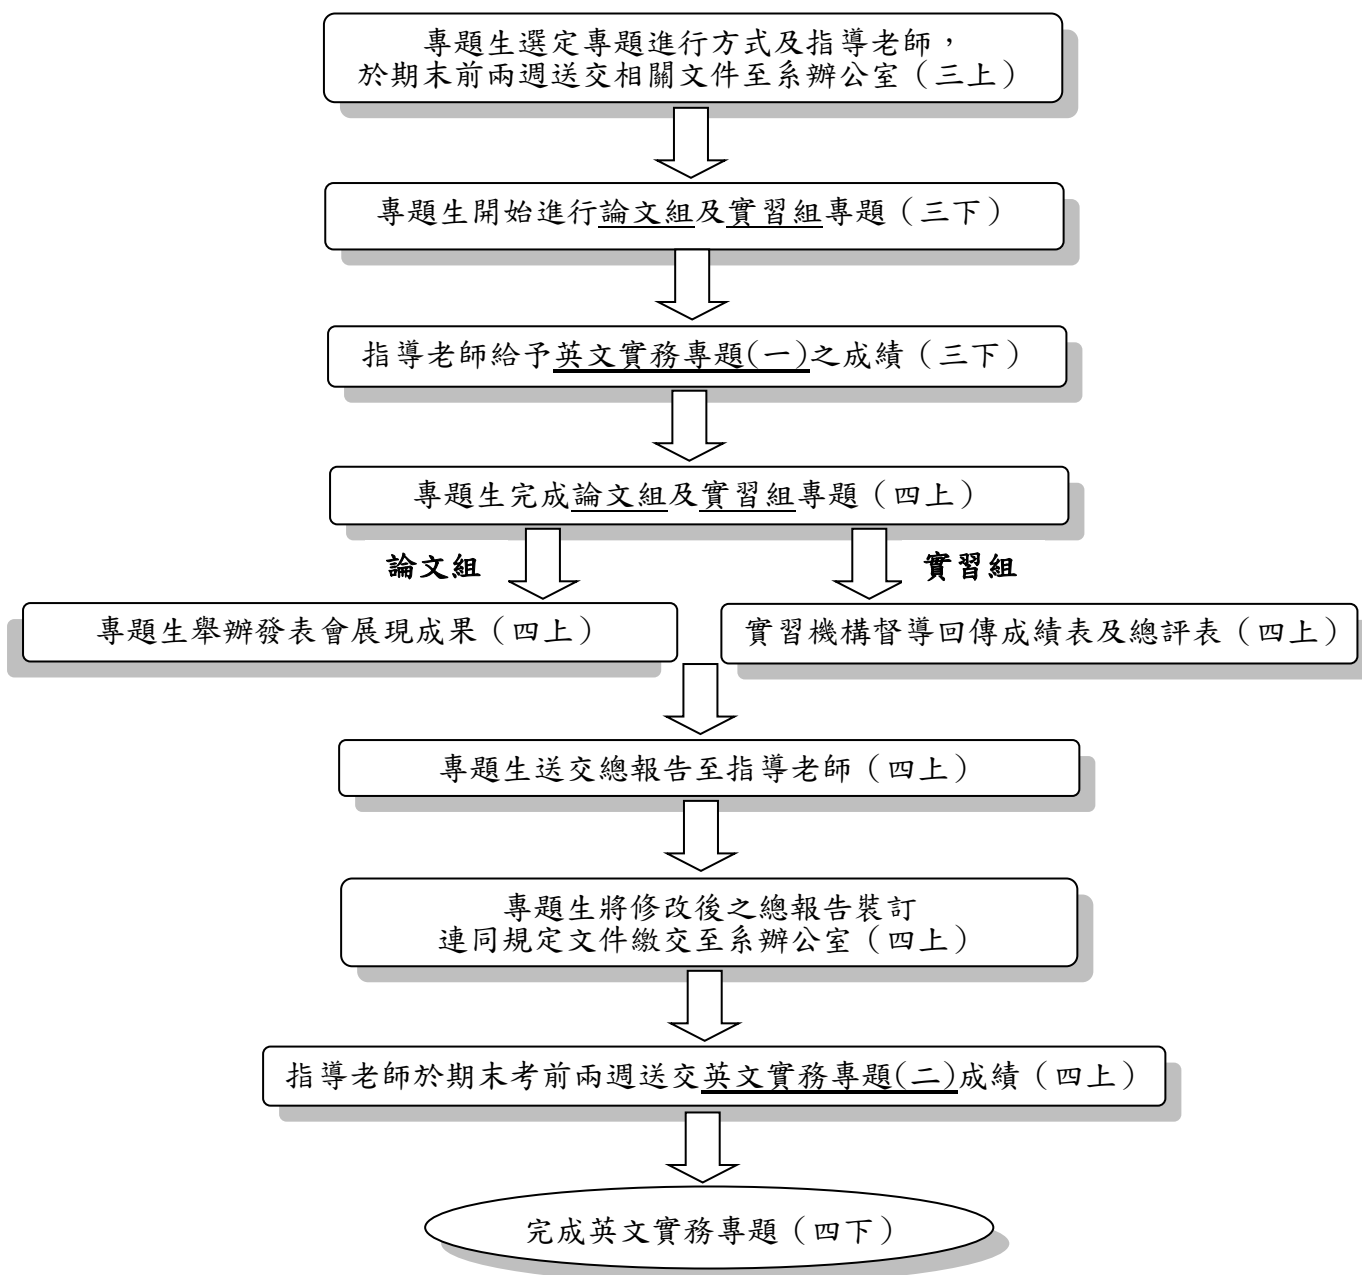 專題生選定專題進行方式及指導老師，
於期末前兩週送交相關文件至系辦公室（三上）
專題生開始進行論文組及實習組專題（三下）
指導老師給予英文實務專題(一)之成績（三下）
專題生完成論文組及實習組專題（四上）
論文組
實習組
專題生舉辦發表會展現成果（四上）
實習機構督導回傳成績表及總評表（四上）
專題生送交總報告至指導老師（四上）
專題生將修改後之總報告裝訂
連同規定文件繳交至系辦公室（四上）
指導老師於期末考前兩週送交英文實務專題(二)成績（四上）
完成英文實務專題（四下）